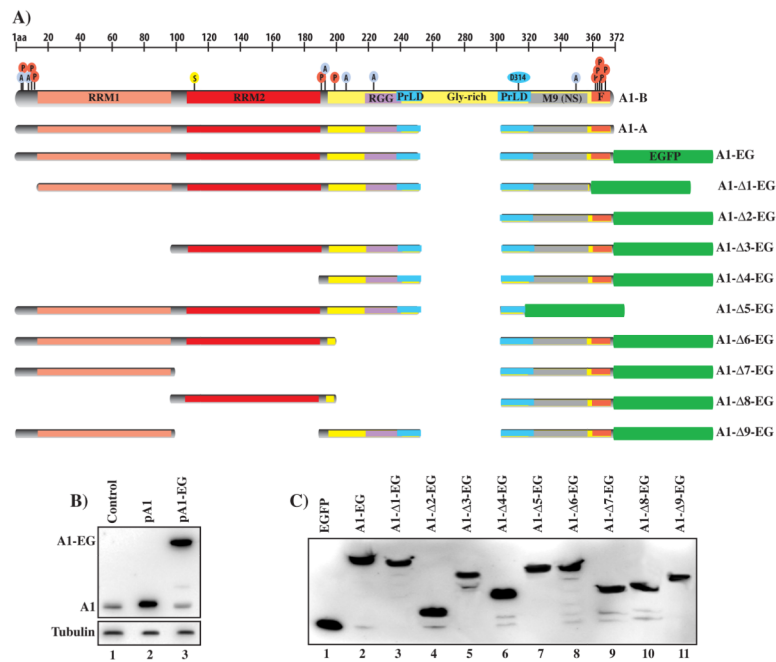 A)
1aa 20 40 60 80 100 120 140 160 180 200 220 240 260 280 300 320 340 360 372
P P A A P P S P A P A A D314 A P P P P P P
RRM1 RRM2 RGG PrLD Gly-rich PrLD M9 (NS) F A1-B
A1-A
EGFP A1-EG
A1-Δ1-EG
A1-Δ2-EG
A1-Δ3-EG
A1-Δ4-EG
A1-Δ5-EG
A1-Δ6-EG
A1-Δ7-EG
A1-Δ8-EG
A1-Δ9-EG
B)
Control pA1 pA1-EG
A1-EG
A1
Tubulin
1 2 3
C)
EGFP A1-EG A1-Δ1-EG A1-Δ2-EG A1-Δ3-EG A1-Δ4-EG A1-Δ5-EG A1-Δ6-EG A1-Δ7-EG A1-Δ8-EG A1-Δ9-EG
1 2 3 4 5 6 7 8 9 10 11